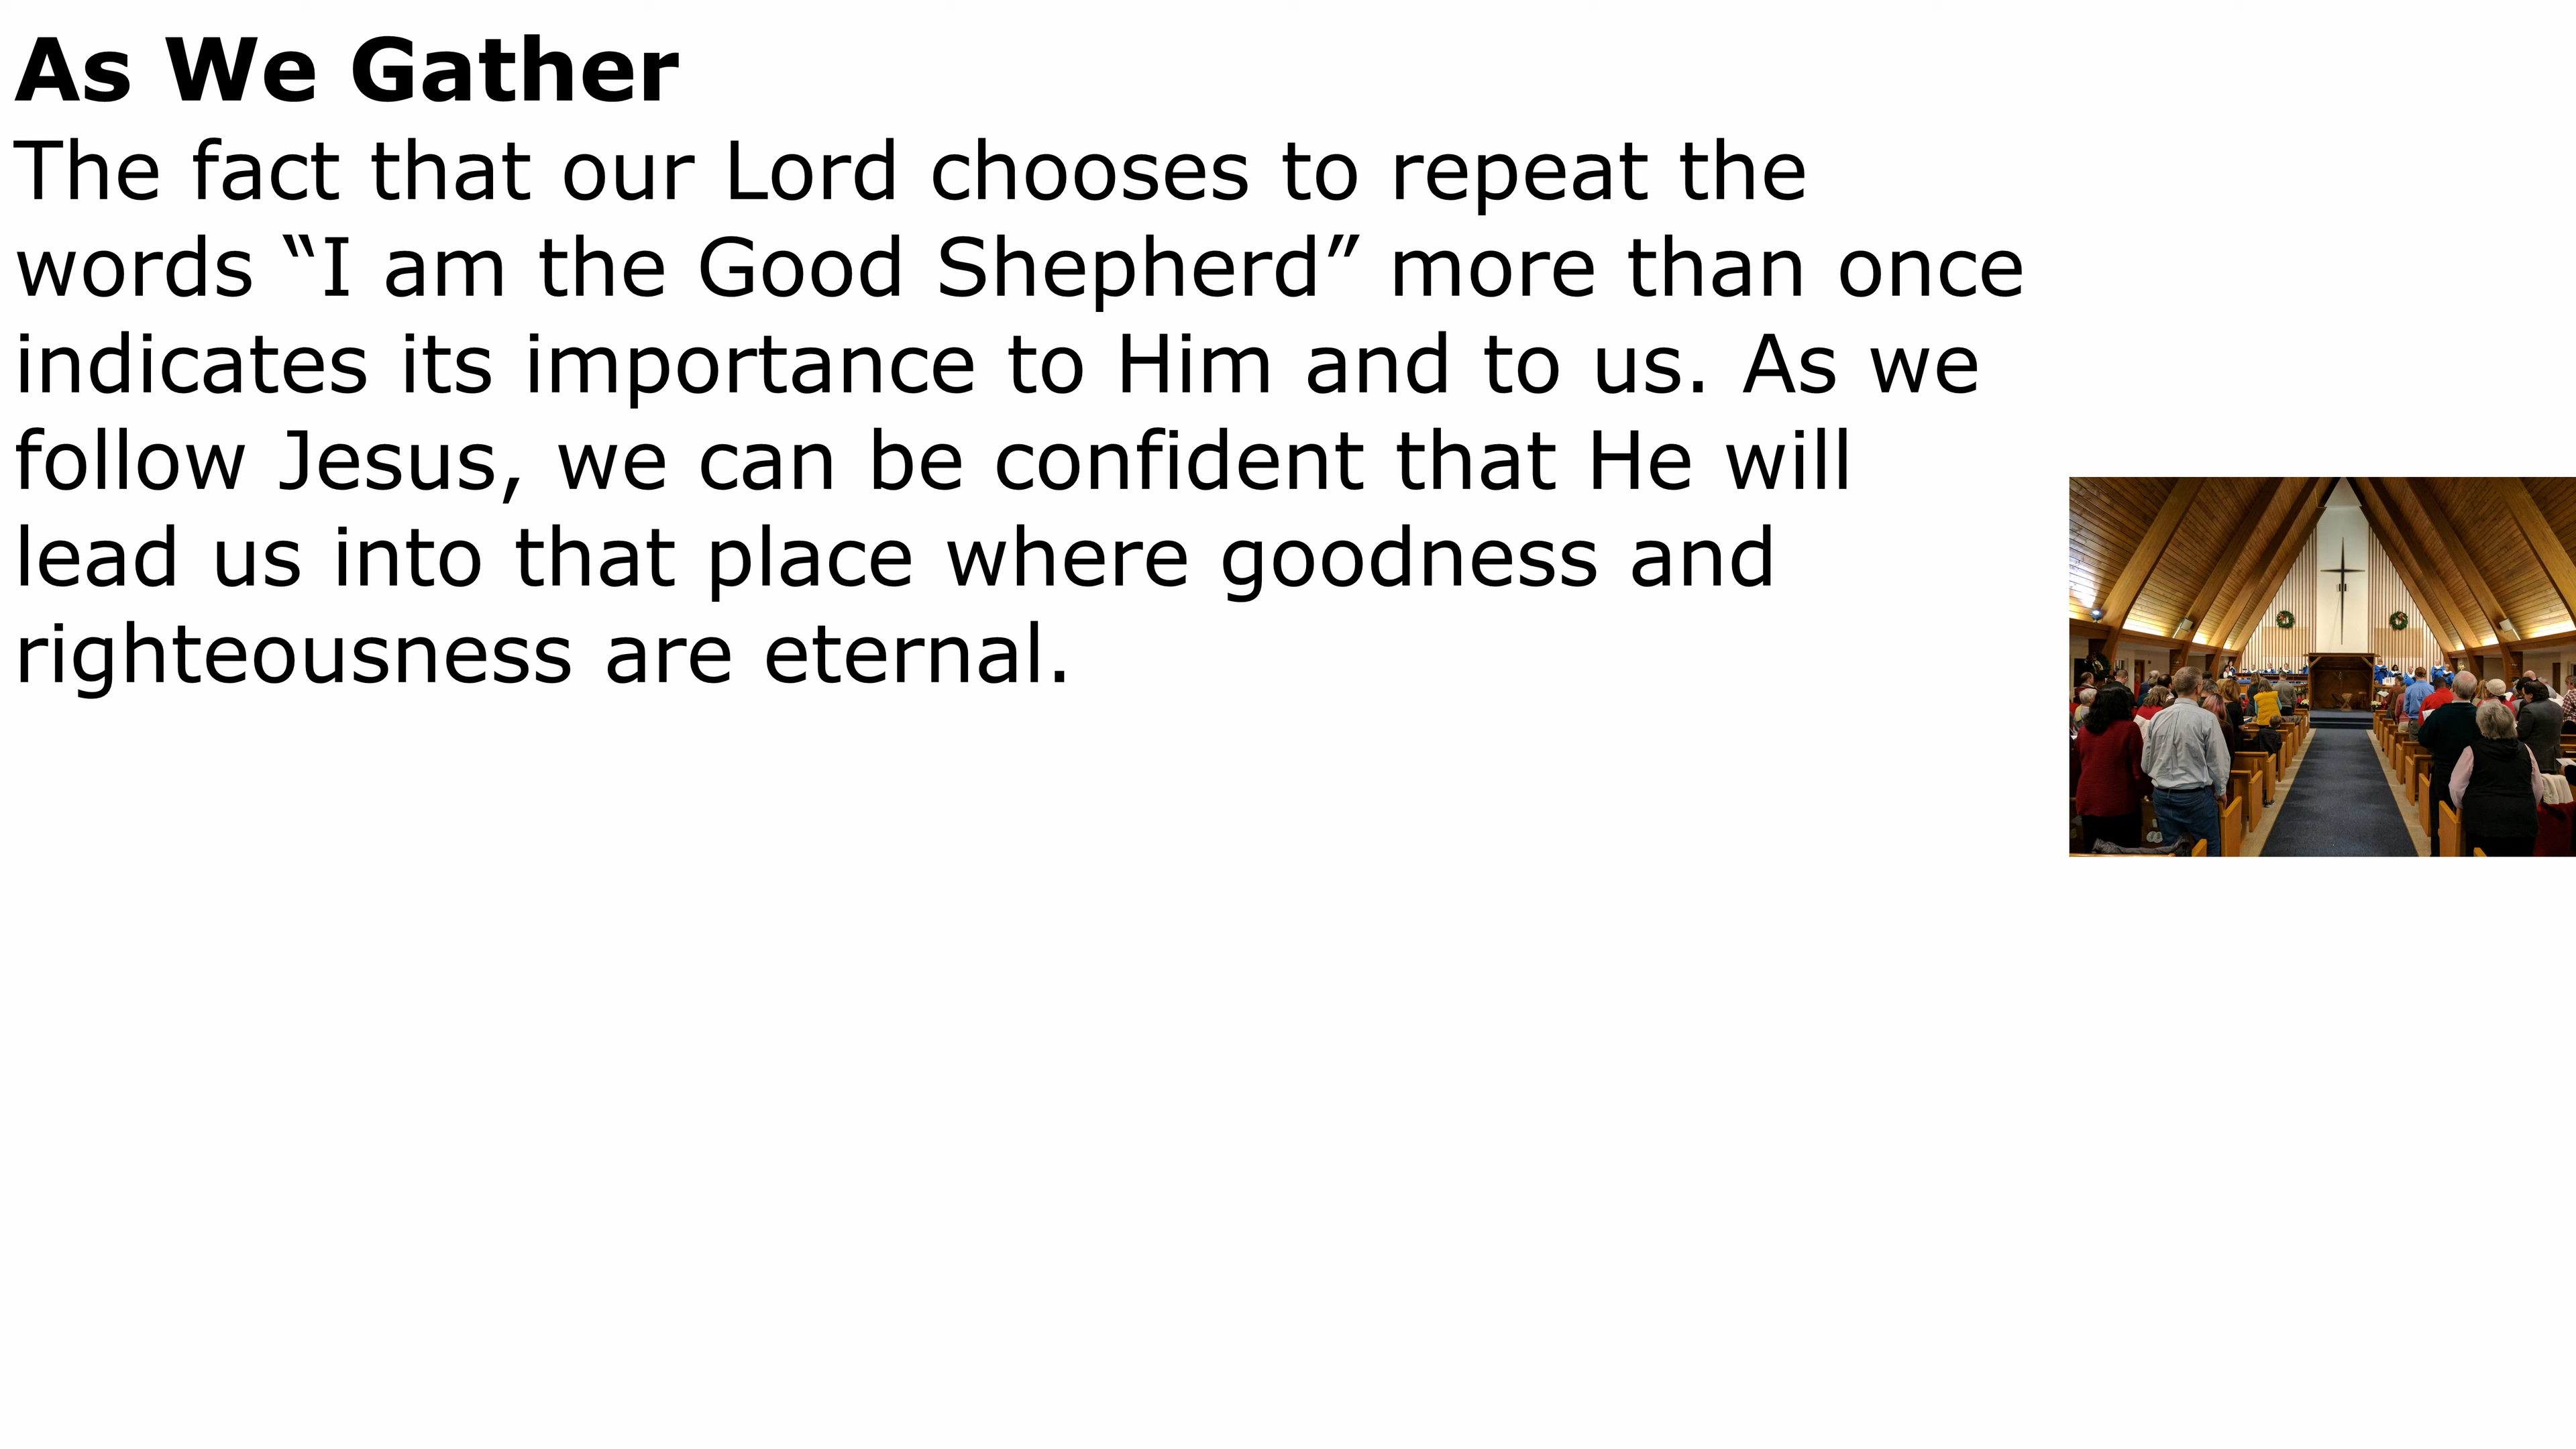 As We Gather
The fact that our Lord chooses to repeat the
words “I am the Good Shepherd” more than once
indicates its importance to Him and to us. As we
follow Jesus, we can be confident that He will
lead us into that place where goodness and
righteousness are eternal.